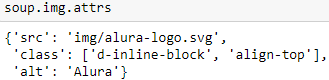 soup.img.attrs
{'src': 'img/alura-logo.svg',
 'class': ['d-inline-block', 'align-top'],
 'alt': 'Alura'}